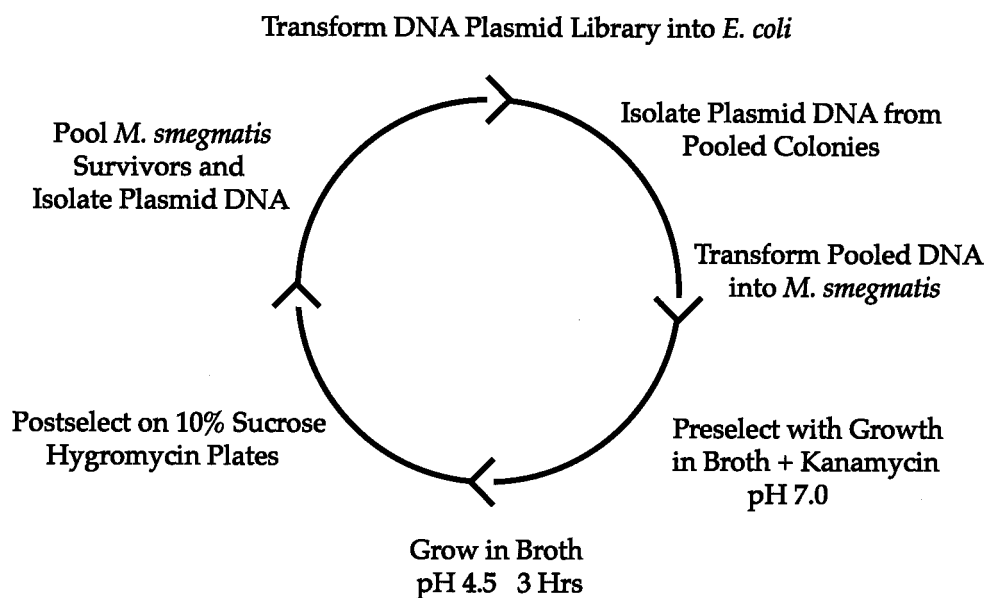 Transform DNA Plasmid Library into E. coli
Isolate Plasmid DNA from
Pooled Colonies
Transform Pooled DNA
into M. smegmatis
Preselect with Growth
in Broth + Kanamycin
pH 7.0
Grow in Broth
pH 4.5 3 Hrs
Postselect on 10% Sucrose
Hygromycin Plates
Pool M. smegmatis
Survivors and
Isolate Plasmid DNA